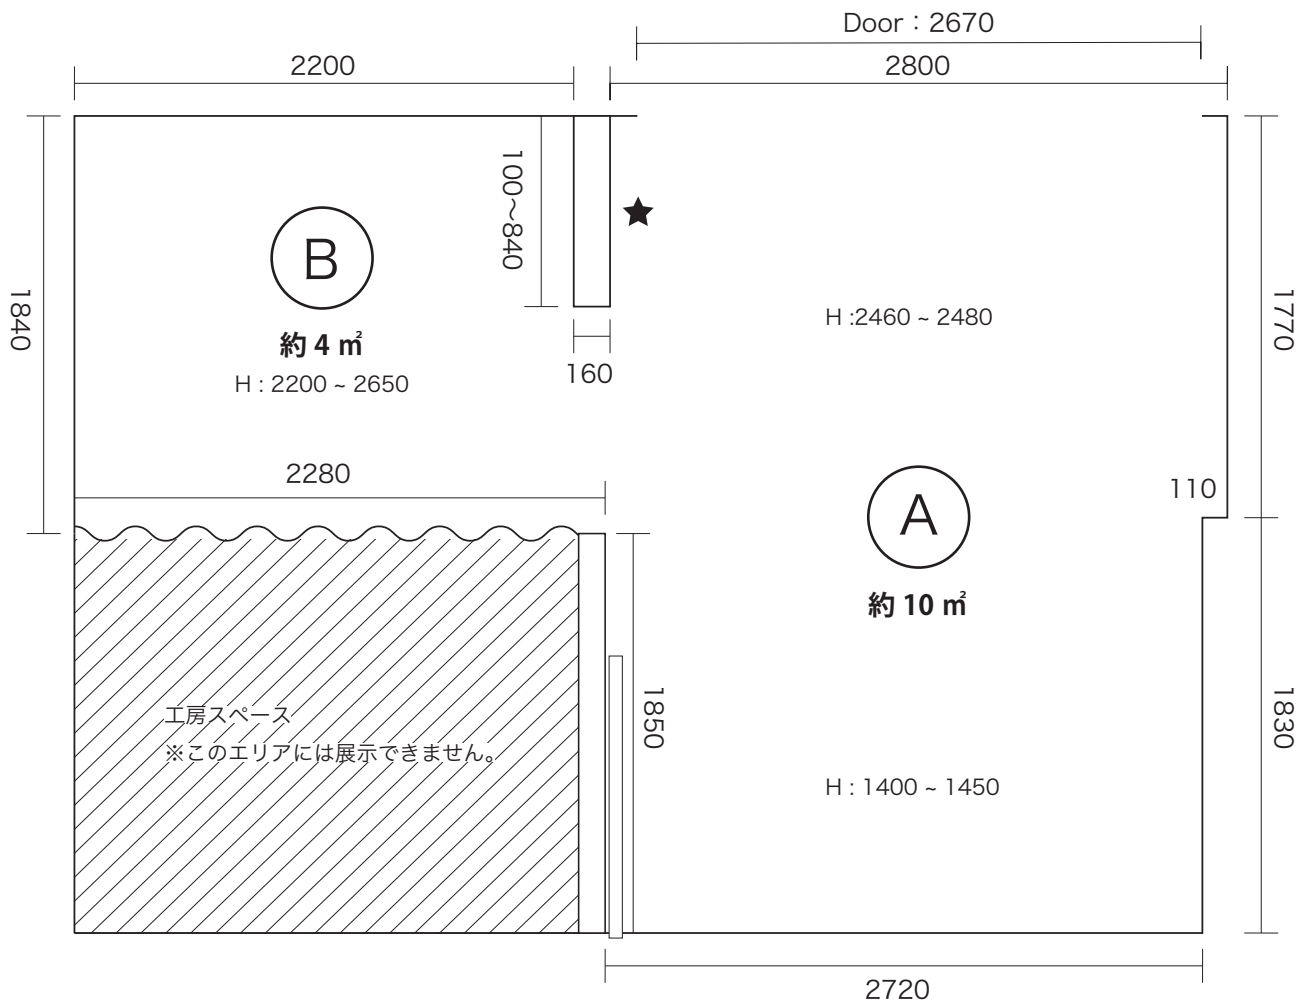 Door：2670
2200
2800
100～840
B
1840
H :2460 ~ 2480
1770
約 4 ㎡
160
H : 2200 ~ 2650
2280
110
A
約 10 ㎡
工房スペース
1850
1830
※このエリアには展示できません。
H : 1400 ~ 1450
2720